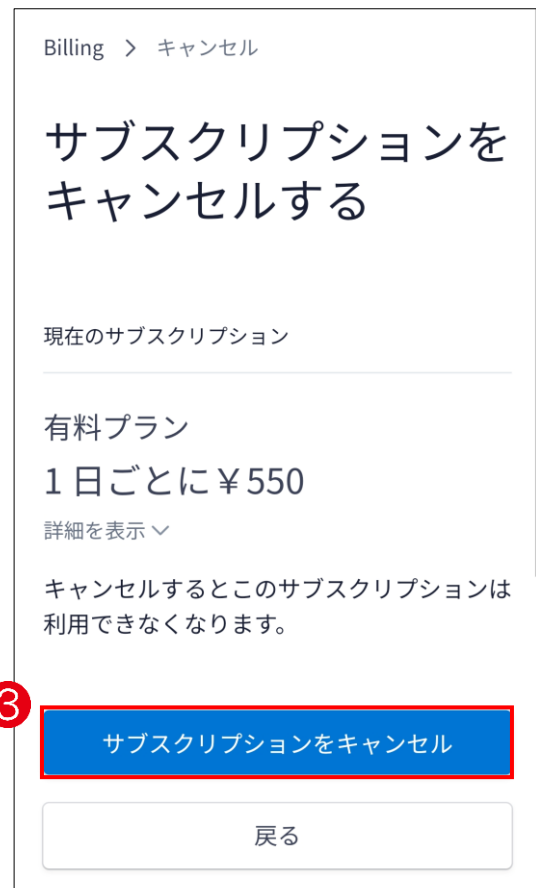 Billing > キャンセル
サブスクリプションを
キャンセルする
現在のサブスクリプション
有料プラン
1日ごとに￥550
詳細を表示
キャンセルするとこのサブスクリプションは
利用できなくなります。
3
サブスクリプションをキャンセル
戻る